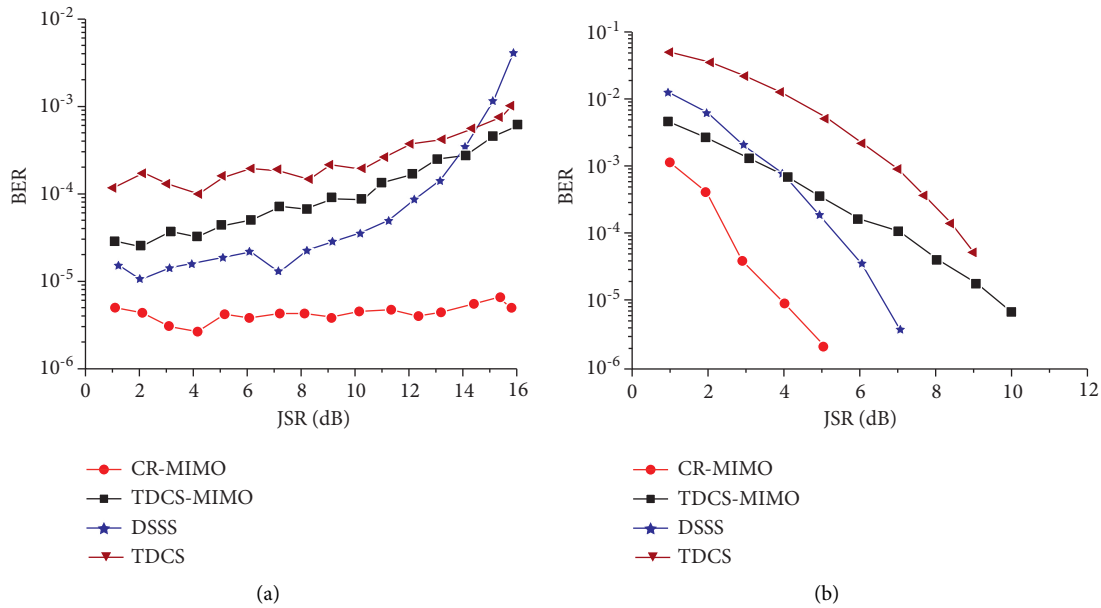 10^-2
10^-3
10^-4
10^-5
10^-6
BER
0 2 4 6 8 10 12 14 16
JSR (dB)
CR-MIMO
TDCS-MIMO
DSSS
TDCS
(a)
10^-1
10^-2
10^-3
10^-4
10^-5
10^-6
BER
0 2 4 6 8 10 12
JSR (dB)
CR-MIMO
TDCS-MIMO
DSSS
TDCS
(b)